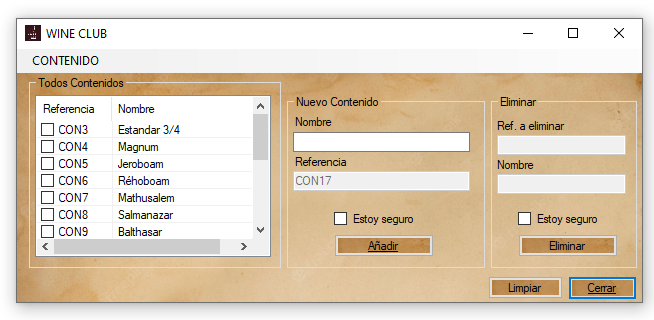 WINE CLUB
CONTENIDO
Todos Contenidos
Referencia Nombre
CON3 Estandar 3/4
CON4 Magnum
CON5 Jeroboam
CON6 Réhoboam
CON7 Mathusalem
CON8 Salmanazar
CON9 Balthasar
Nuevo Contenido
Nombre
Referencia
CON17
Estoy seguro
Añadir
Eliminar
Ref. a eliminar
Nombre
Estoy seguro
Eliminar
Limpiar Cerrar